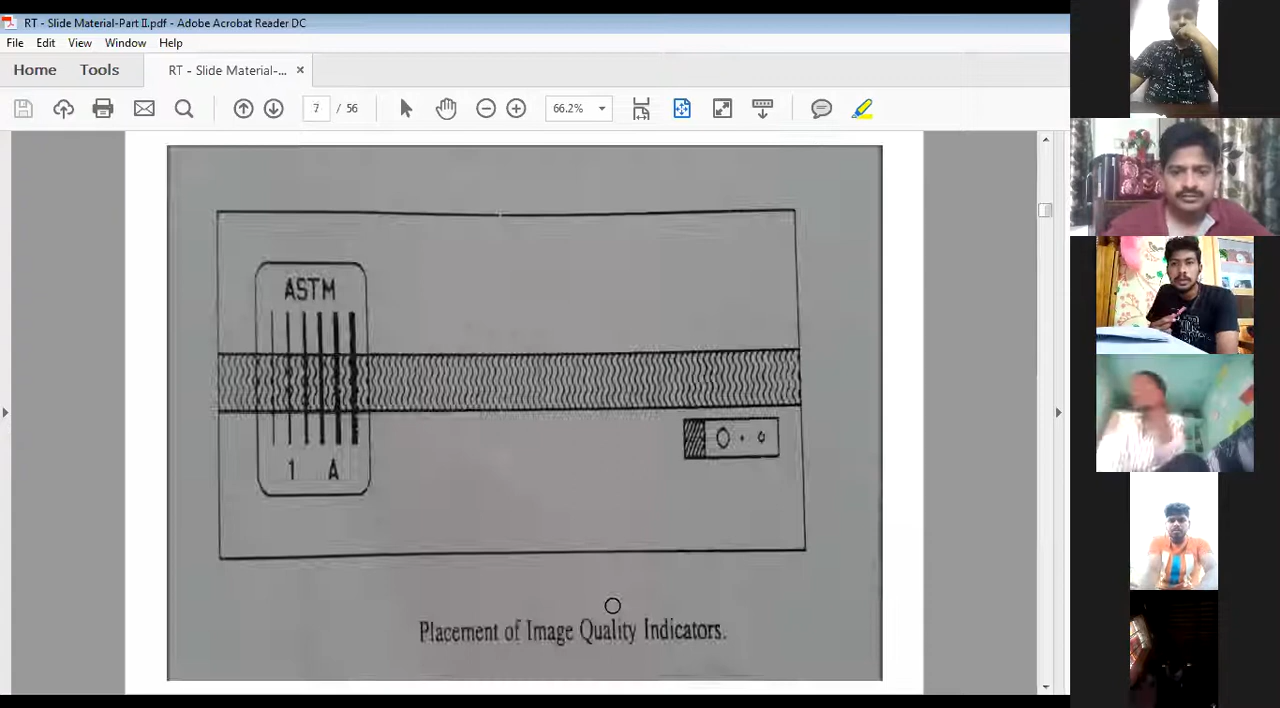 RT - Slide Material-Part II.pdf - Adobe Acrobat Reader DC
File Edit View Window Help
Home Tools RT - Slide Material-... ×
7 / 56 66.2%
ASTM
1 A
Placement of Image Quality Indicators.